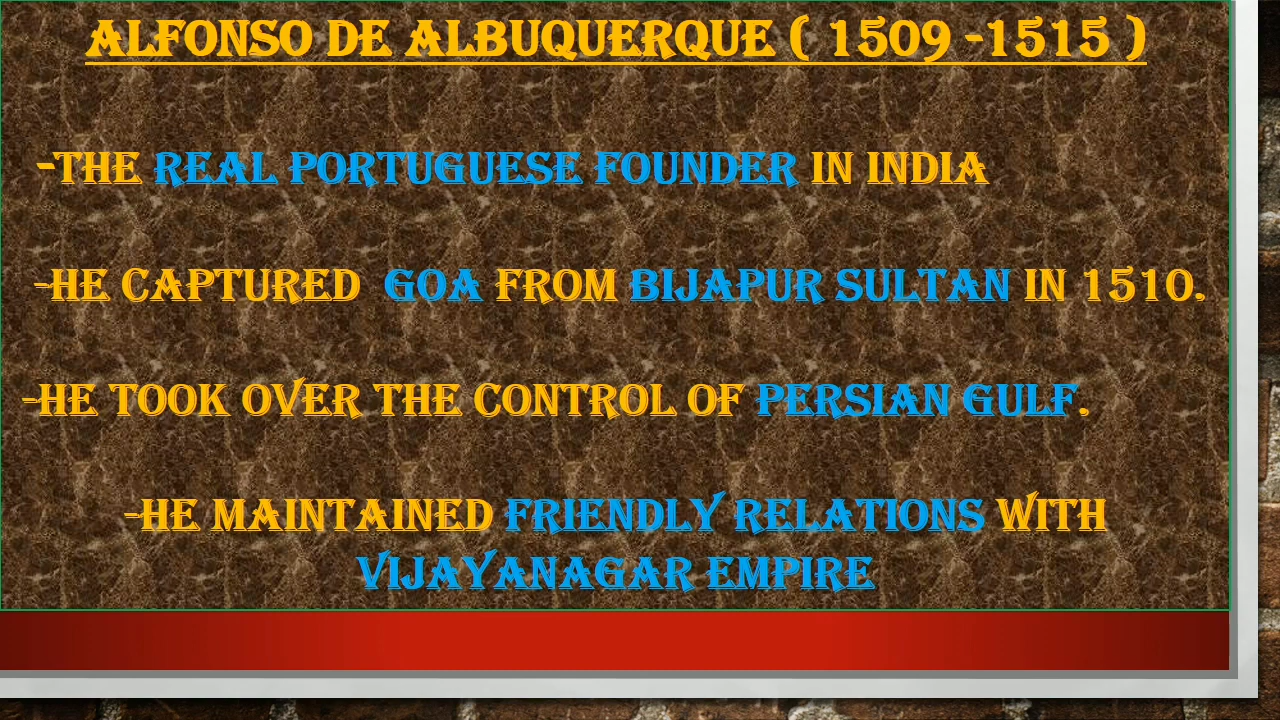 ALFONSO DE ALBUQUERQUE ( 1509 -1515 )
-THE REAL PORTUGUESE FOUNDER IN INDIA
-HE CAPTURED  GOA FROM BIJAPUR SULTAN IN 1510.
-HE TOOK OVER THE CONTROL OF PERSIAN GULF.
-HE MAINTAINED FRIENDLY RELATIONS WITH
VIJAYANAGAR EMPIRE